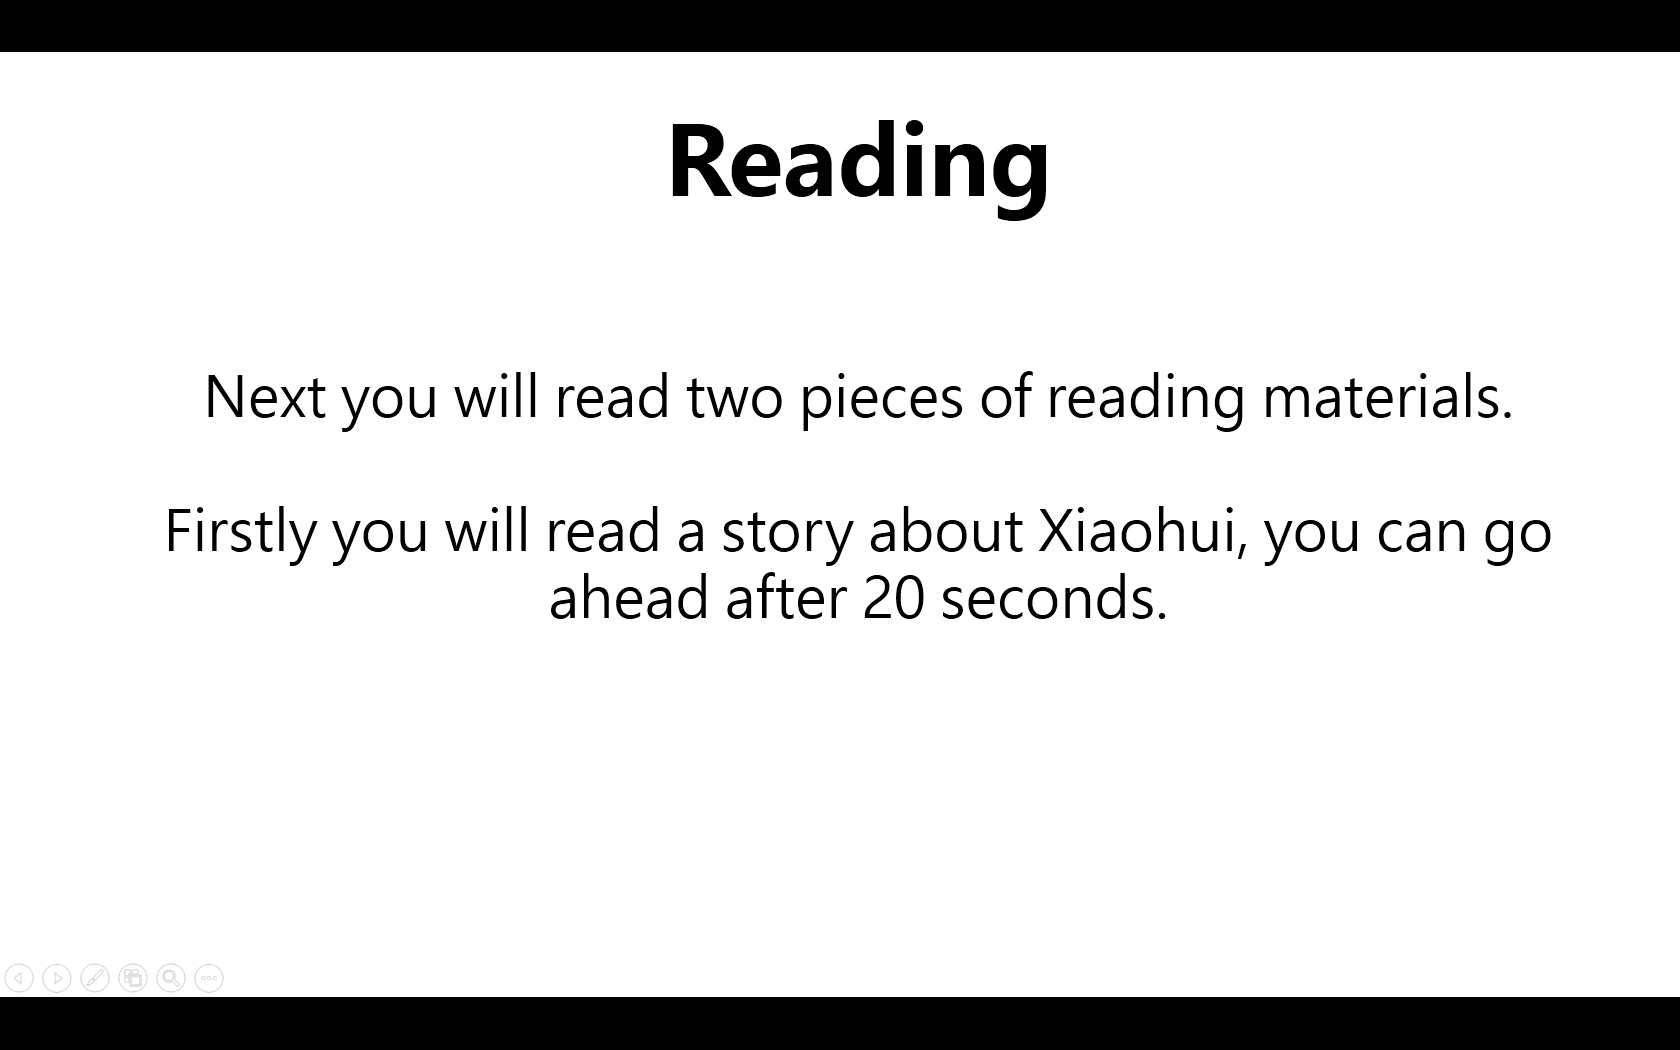 Reading
Next you will read two pieces of reading materials.
Firstly you will read a story about Xiaohui, you can go
ahead after 20 seconds.